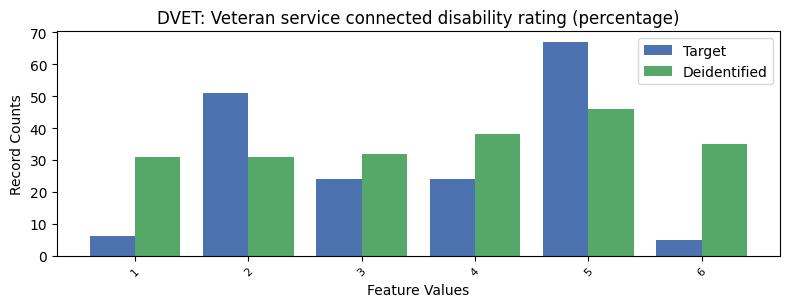 DVET: Veteran service connected disability rating (percentage)
70
60
50
40
30
20
10
0
Record Counts
Target
Deidentified
1 2 3 4 5 6
Feature Values